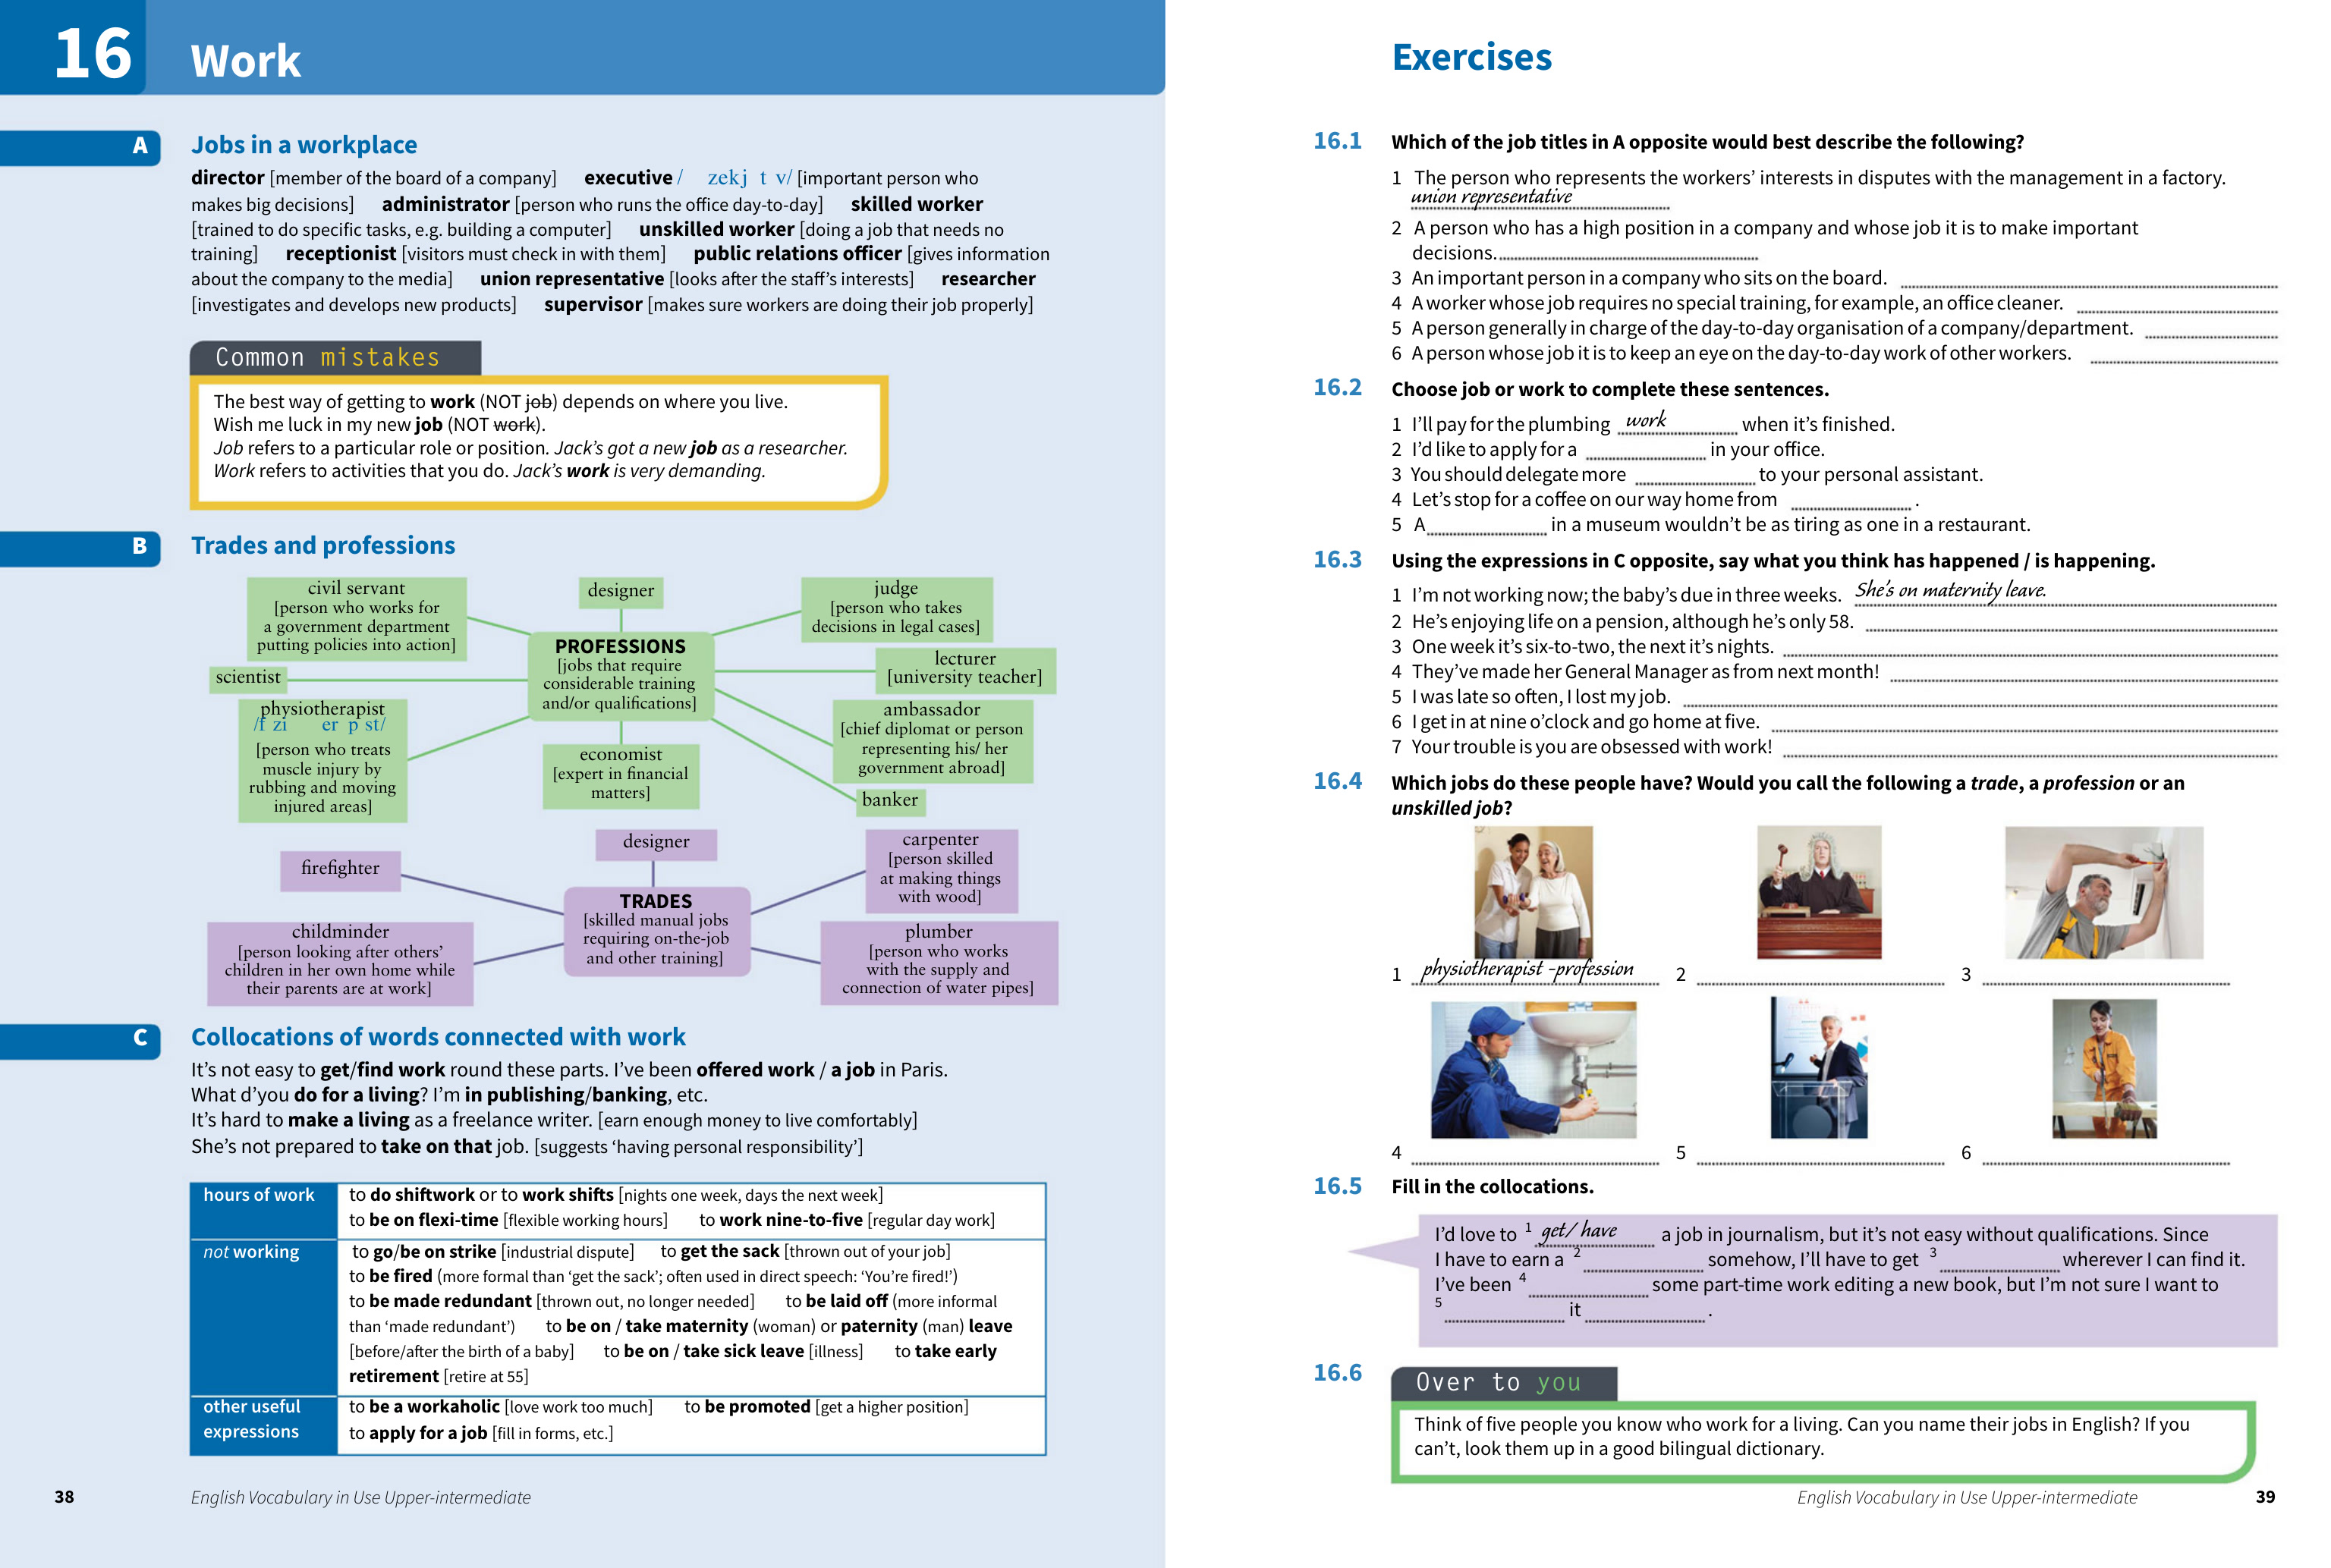 16 Work
A Jobs in a workplace
director [member of the board of a company] executive / zekj t v/ [important person who
makes big decisions] administrator [person who runs the office day-to-day] skilled worker
[trained to do specific tasks, e.g. building a computer] unskilled worker [doing a job that needs no
training] receptionist [visitors must check in with them] public relations officer [gives information
about the company to the media] union representative [looks after the staff's interests] researcher
[investigates and develops new products] supervisor [makes sure workers are doing their job properly]
Common mistakes
The best way of getting to work (NOT job) depends on where you live.
Wish me luck in my new job (NOT work).
Job refers to a particular role or position. Jack's got a new job as a researcher.
Work refers to activities that you do. Jack's work is very demanding.
B Trades and professions
civil servant
[person who works for
a government department
putting policies into action]
designer
judge
[person who takes
decisions in legal cases]
PROFESSIONS
[jobs that require
considerable training
and/or qualifications]
scientist
lecturer
[university teacher]
physiotherapist
/f zi er p st/
[person who treats
muscle injury by
rubbing and moving
injured areas]
economist
[expert in financial
matters]
ambassador
[chief diplomat or person
representing his/ her
government abroad]
banker
firefighter
designer
carpenter
[person skilled
at making things
with wood]
TRADES
[skilled manual jobs
requiring on-the-job
and other training]
childminder
[person looking after others'
children in her own home while
their parents are at work]
plumber
[person who works
with the supply and
connection of water pipes]
C Collocations of words connected with work
It's not easy to get/find work round these parts. I've been offered work / a job in Paris.
What d'you do for a living? I'm in publishing/banking, etc.
It's hard to make a living as a freelance writer. [earn enough money to live comfortably]
She's not prepared to take on that job. [suggests 'having personal responsibility']
hours of work
to do shiftwork or to work shifts [nights one week, days the next week]
to be on flexi-time [flexible working hours] to work nine-to-five [regular day work]
not working
to go/be on strike [industrial dispute] to get the sack [thrown out of your job]
to be fired (more formal than 'get the sack'; often used in direct speech: 'You're fired!')
to be made redundant [thrown out, no longer needed] to be laid off (more informal
than 'made redundant') to be on / take maternity (woman) or paternity (man) leave
[before/after the birth of a baby] to be on / take sick leave [illness] to take early
retirement [retire at 55]
other useful
expressions
to be a workaholic [love work too much] to be promoted [get a higher position]
to apply for a job [fill in forms, etc.]
38 English Vocabulary in Use Upper-intermediate
Exercises
16.1 Which of the job titles in A opposite would best describe the following?
1 The person who represents the workers' interests in disputes with the management in a factory.
union representative
2 A person who has a high position in a company and whose job it is to make important
decisions.
3 An important person in a company who sits on the board.
4 A worker whose job requires no special training, for example, an office cleaner.
5 A person generally in charge of the day-to-day organisation of a company/department.
6 A person whose job it is to keep an eye on the day-to-day work of other workers.
16.2 Choose job or work to complete these sentences.
1 I'll pay for the plumbing work when it's finished.
2 I'd like to apply for a in your office.
3 You should delegate more to your personal assistant.
4 Let's stop for a coffee on our way home from .
5 A in a museum wouldn't be as tiring as one in a restaurant.
16.3 Using the expressions in C opposite, say what you think has happened / is happening.
1 I'm not working now; the baby's due in three weeks. She's on maternity leave.
2 He's enjoying life on a pension, although he's only 58.
3 One week it's six-to-two, the next it's nights.
4 They've made her General Manager as from next month!
5 I was late so often, I lost my job.
6 I get in at nine o'clock and go home at five.
7 Your trouble is you are obsessed with work!
16.4 Which jobs do these people have? Would you call the following a trade, a profession or an
unskilled job?
1 physiotherapist -profession 2 3
4 5 6
16.5 Fill in the collocations.
I'd love to 1 get/ have a job in journalism, but it's not easy without qualifications. Since
I have to earn a 2 somehow, I'll have to get 3 wherever I can find it.
I've been 4 some part-time work editing a new book, but I'm not sure I want to
5 it .
16.6 Over to you
Think of five people you know who work for a living. Can you name their jobs in English? If you
can't, look them up in a good bilingual dictionary.
English Vocabulary in Use Upper-intermediate 39